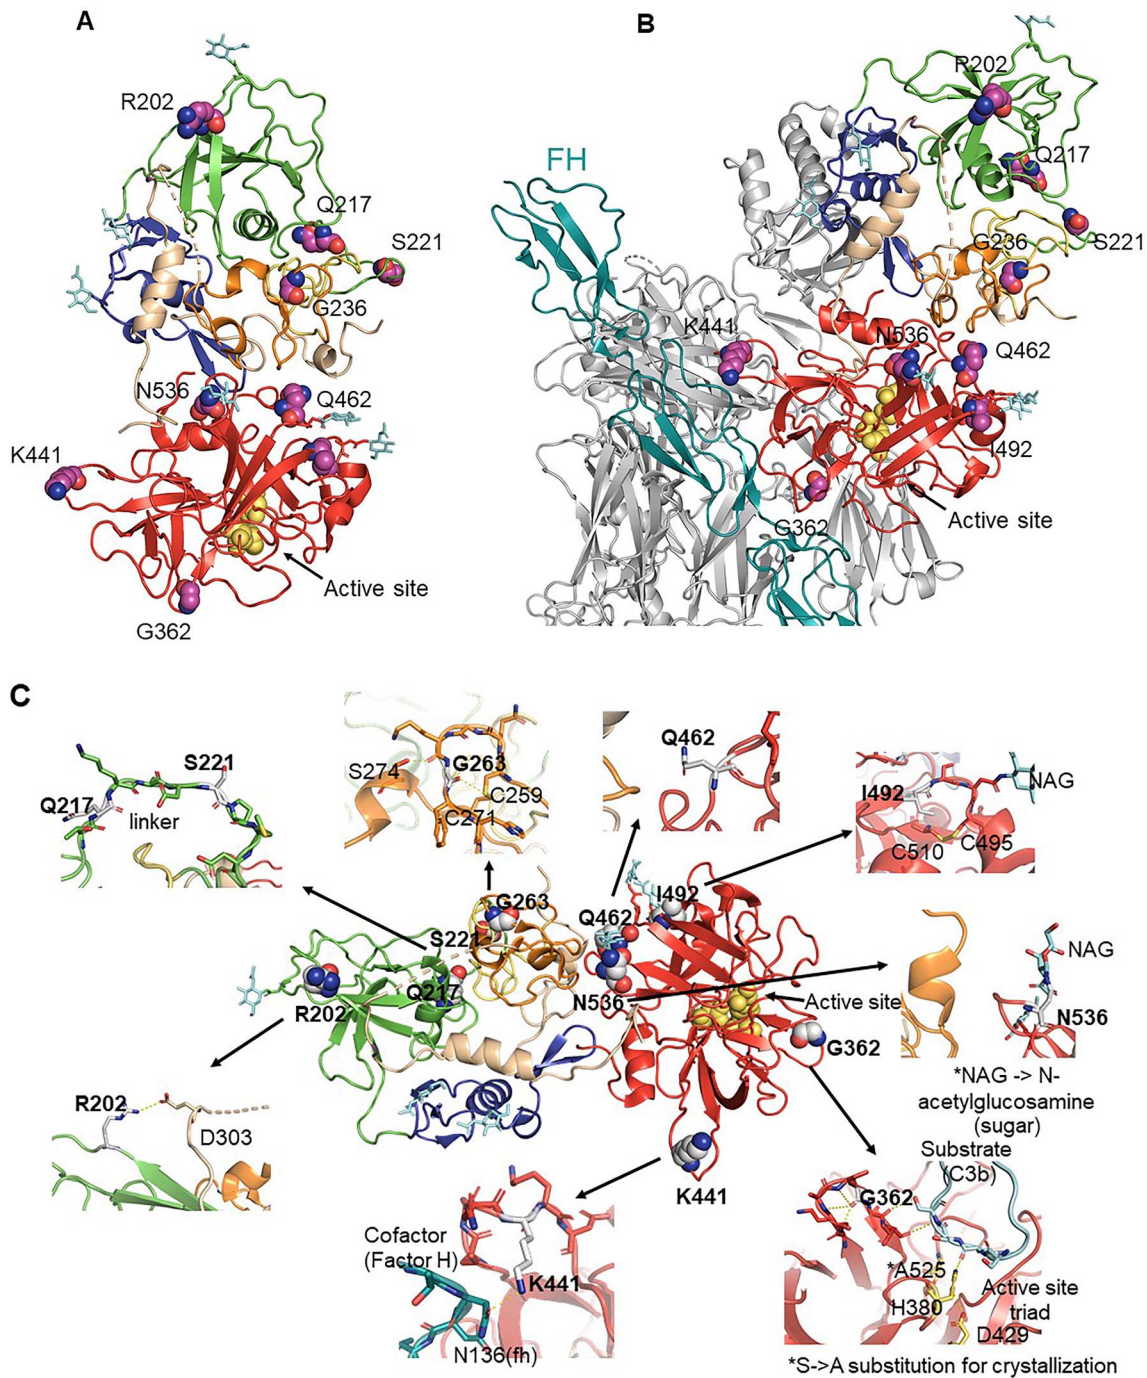 A
R202
Q217
S221
G236
N536
Q462
K441
Active site
G362
B
R202
FH
Q217
S221
G236
K441
N536
Q462
I492
Active site
G362
C
S221
Q217
linker
S274
G263
C259
C271
Q462
I492
NAG
C510
C495
G263
S221
Q217
R202
Q462
I492
N536
Active site
G362
K441
NAG
N536
*NAG -> N-
acetylglucosamine
(sugar)
R202
D303
Cofactor
(Factor H)
K441
N136(fh)
Substrate
(C3b)
G362
*A525
H380
Active site
triad
D429
*S->A substitution for crystallization